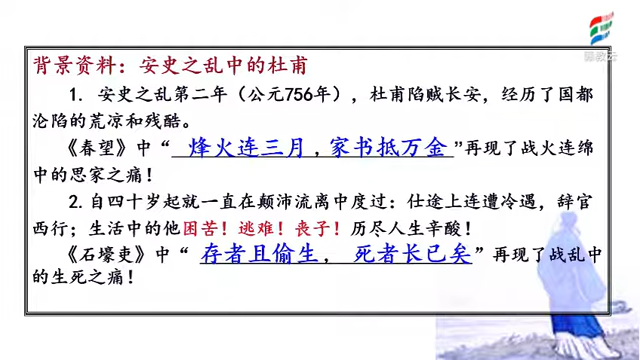 背景资料：安史之乱中的杜甫
1. 安史之乱第二年（公元756年），杜甫陷贼长安，经历了国都
沦陷的荒凉和残酷。
《春望》中“ 烽火连三月 , 家书抵万金 ”再现了战火连绵
中的思家之痛！
2. 自四十岁起就一直在颠沛流离中度过：仕途上连遭冷遇，辞官
西行；生活中的他困苦！逃难！丧子！历尽人生辛酸！
《石壕吏》中“ 存者且偷生， 死者长已矣 ”再现了战乱中
的生死之痛！